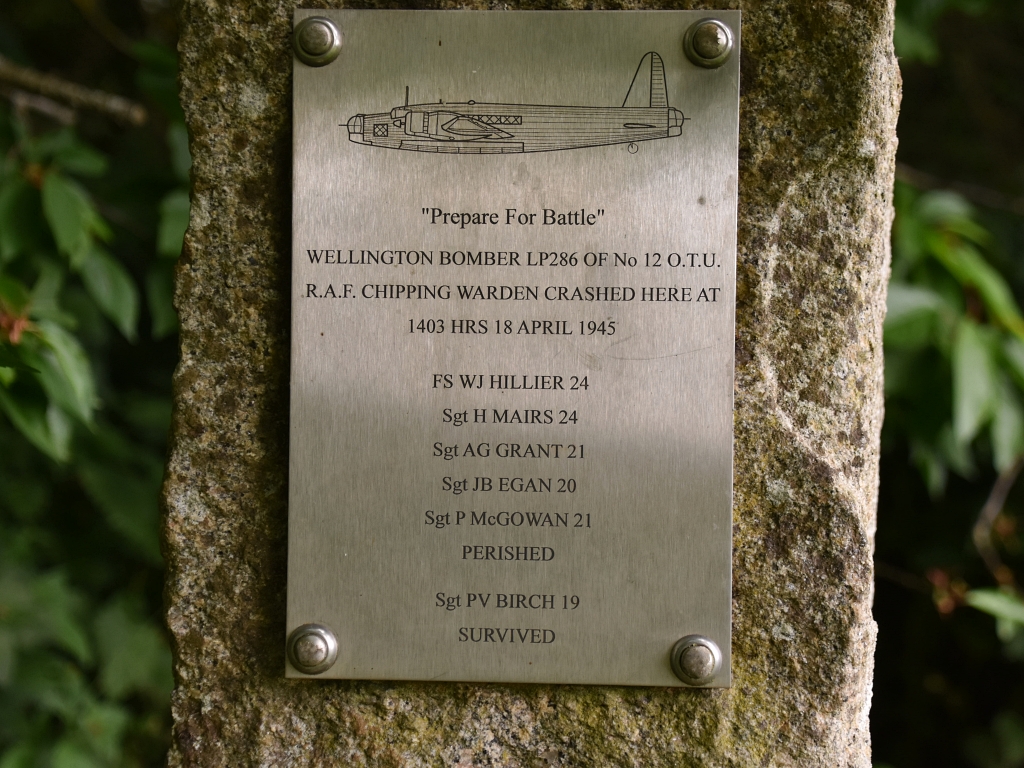 "Prepare For Battle"
WELLINGTON BOMBER LP286 OF No 12 O.T.U.
R.A.F. CHIPPING WARDEN CRASHED HERE AT
1403 HRS 18 APRIL 1945
FS WJ HILLIER 24
Sgt H MAIRS 24
Sgt AG GRANT 21
Sgt JB EGAN 20
Sgt P McGOWAN 21
PERISHED
Sgt PV BIRCH 19
SURVIVED